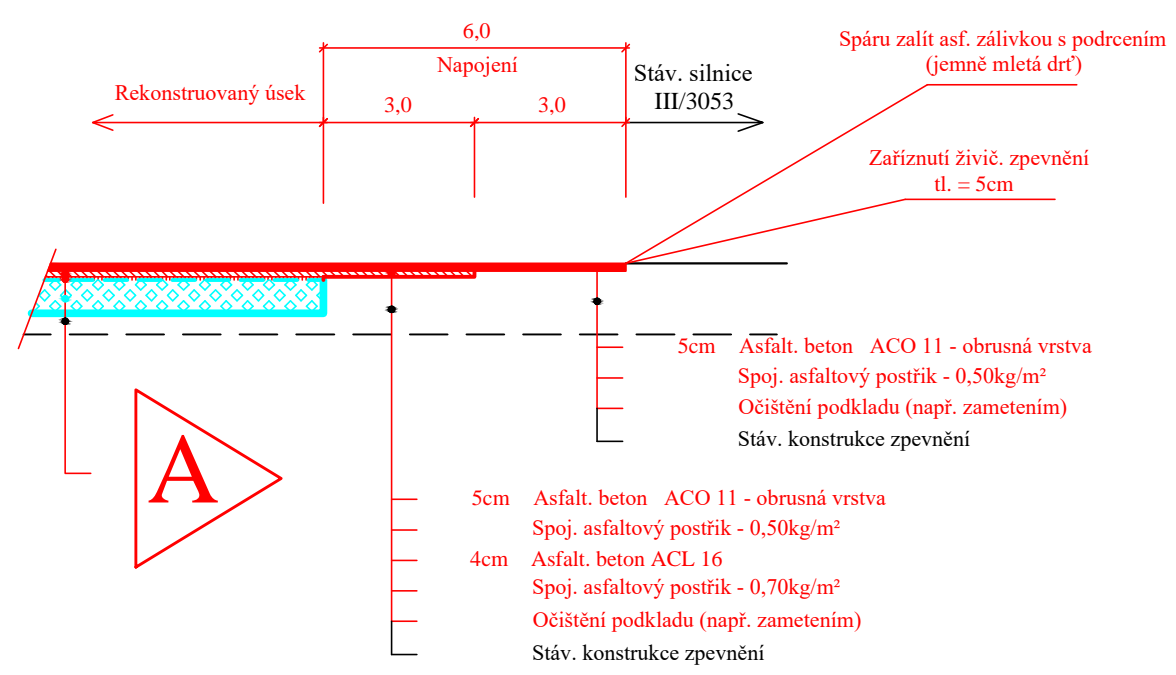 6,0
Napojení
Rekonstruovaný úsek
3,0
3,0
Stáv. silnice
III/3053
Spáru zalít asf. zálivkou s podrcením
(jemně mletá drť)
Zaříznutí živič. zpevnění
tl. = 5cm
A
5cm Asfalt. beton ACO 11 - obrusná vrstva
Spoj. asfaltový postřik - 0,50kg/m²
Očištění podkladu (např. zametením)
Stáv. konstrukce zpevnění
5cm Asfalt. beton ACO 11 - obrusná vrstva
Spoj. asfaltový postřik - 0,50kg/m²
4cm Asfalt. beton ACL 16
Spoj. asfaltový postřik - 0,70kg/m²
Očištění podkladu (např. zametením)
Stáv. konstrukce zpevnění